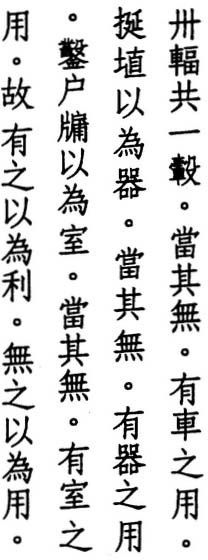 卅輻共一轂。當其無。有車之用。
挻埴以為器。當其無。有器之用
。鑿户牖以為室。當其無。有室之
用。故有之以為利。無之以為用。